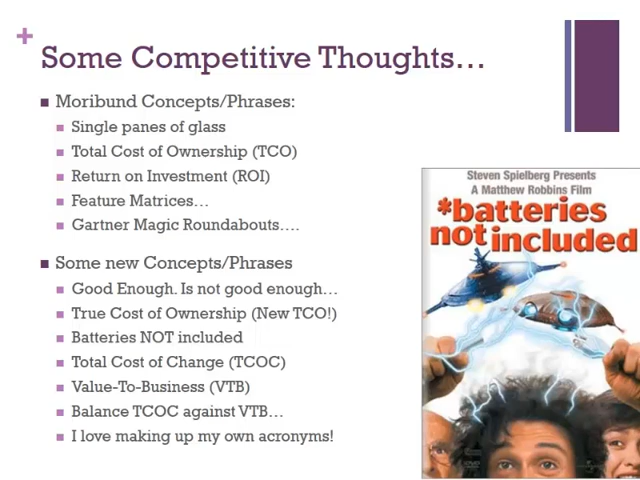 +
Some Competitive Thoughts…
Moribund Concepts/Phrases:
Single panes of glass
Total Cost of Ownership (TCO)
Return on Investment (ROI)
Feature Matrices…
Gartner Magic Roundabouts….
Some new Concepts/Phrases
Good Enough. Is not good enough…
True Cost of Ownership (New TCO!)
Batteries NOT included
Total Cost of Change (TCOC)
Value-To-Business (VTB)
Balance TCOC against VTB…
I love making up my own acronyms!
Steven Spielberg Presents
A Matthew Robbins Film
*batteries
not included
DVD